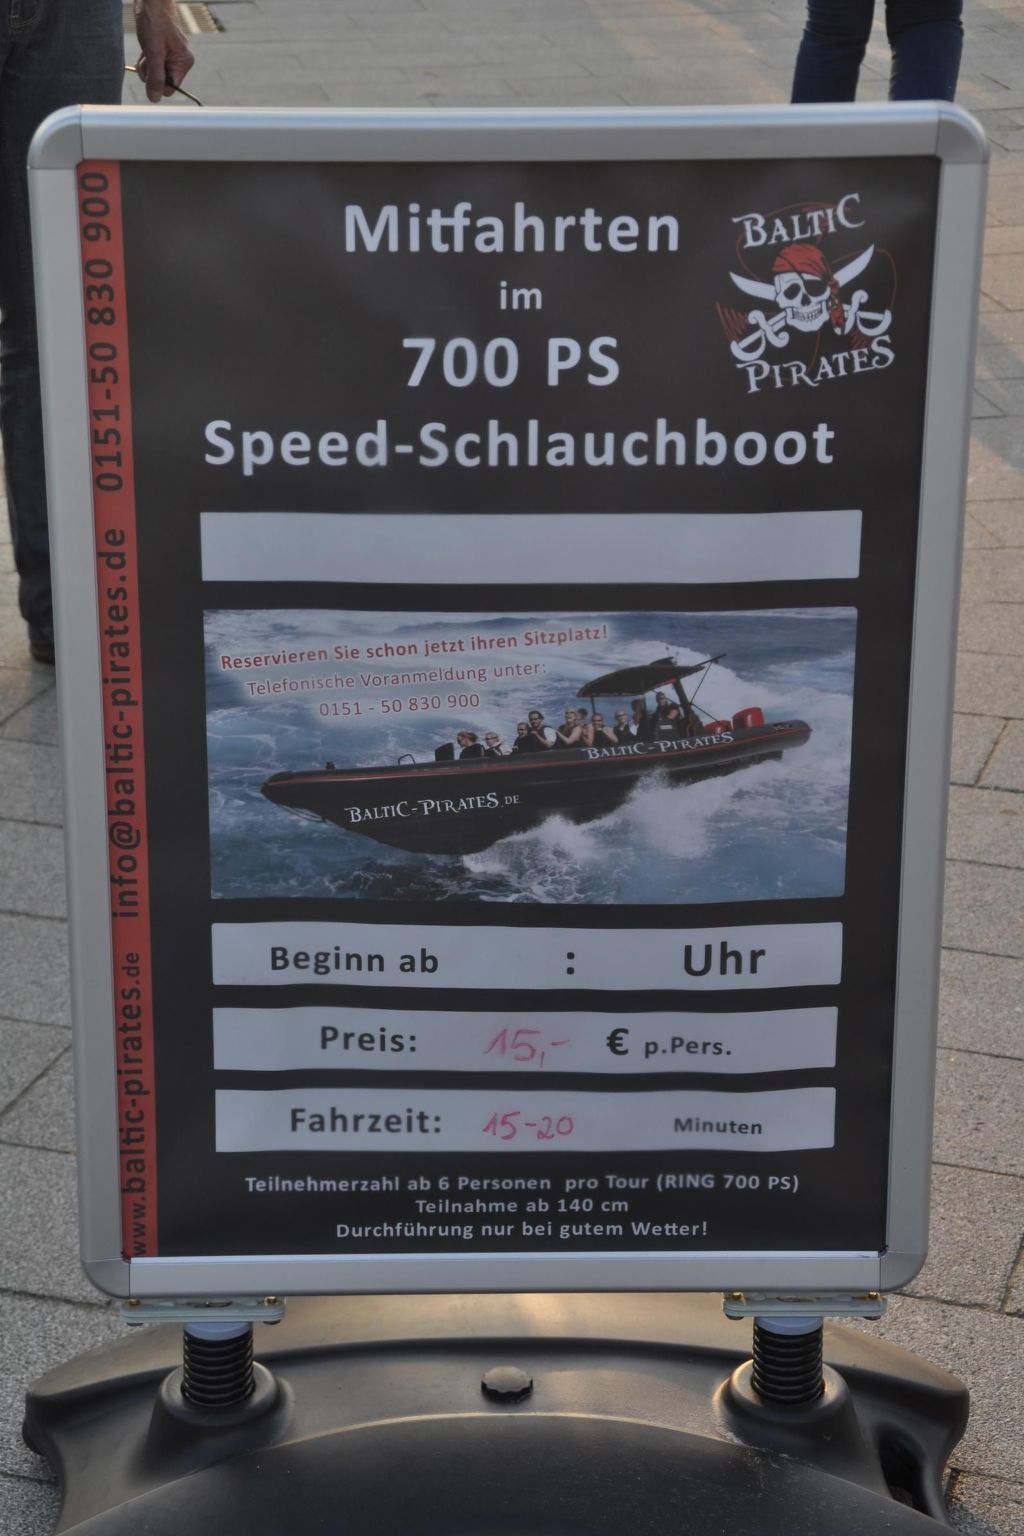 Mitfahrten
im
700 PS
Speed-Schlauchboot
BALTIC
PIRATES
www.baltic-pirates.de info@baltic-pirates.de 0151-50 830 900
Reservieren Sie schon jetzt ihren Sitzplatz!
Telefonische Voranmeldung unter:
0151 - 50 830 900
BALTIC-PIRATES
BALTIC-PIRATES.DE
Beginn ab : Uhr
Preis: 15,- € p.Pers.
Fahrzeit: 15-20 Minuten
Teilnehmerzahl ab 6 Personen pro Tour (RING 700 PS)
Teilnahme ab 140 cm
Durchführung nur bei gutem Wetter!